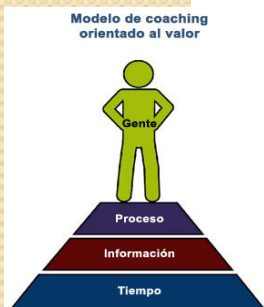 Modelo de coaching
orientado al valor
Gente
Proceso
Información
Tiempo